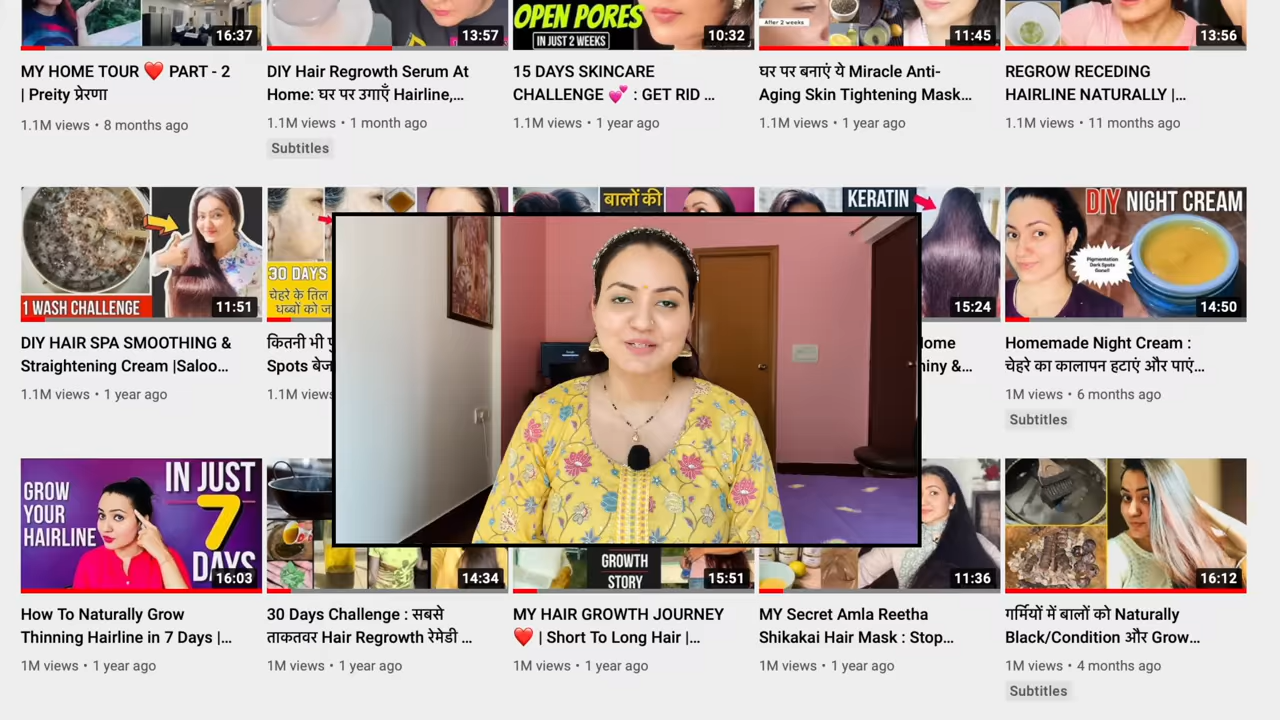 16:37
13:57
OPEN PORES
IN JUST 2 WEEKS
10:32
After 2 weeks
11:45
13:56
MY HOME TOUR ❤️ PART - 2
| Preity प्रेरणा
1.1M views • 8 months ago
DIY Hair Regrowth Serum At
Home: घर पर उगाएँ Hairline,...
1.1M views • 1 month ago
Subtitles
15 DAYS SKINCARE
CHALLENGE 💕 : GET RID ...
1.1M views • 1 year ago
घर पर बनाएं ये Miracle Anti-
Aging Skin Tightening Mask...
1.1M views • 1 year ago
REGROW RECEDING
HAIRLINE NATURALLY |...
1.1M views • 11 months ago
1 WASH CHALLENGE
11:51
30 DAYS
चेहरे के तिल
धब्बों को ज
बालों की
KERATIN
15:24
DIY NIGHT CREAM
Pigmentation
Dark Spots
Gone!!
14:50
DIY HAIR SPA SMOOTHING &
Straightening Cream |Saloo...
1.1M views • 1 year ago
कितनी भी पु
Spots बेज
1.1M views
Home
hiny &...
Homemade Night Cream :
चेहरे का कालापन हटाएं और पाएं...
1M views • 6 months ago
Subtitles
GROW
YOUR
HAIRLINE
IN JUST
7
DAYS
16:03
14:34
GROWTH
STORY
15:51
11:36
16:12
How To Naturally Grow
Thinning Hairline in 7 Days |...
1M views • 1 year ago
30 Days Challenge : सबसे
ताकतवर Hair Regrowth रेमेडी ...
1M views • 1 year ago
MY HAIR GROWTH JOURNEY
❤️ | Short To Long Hair |...
1M views • 1 year ago
MY Secret Amla Reetha
Shikakai Hair Mask : Stop...
1M views • 1 year ago
गर्मियों में बालों को Naturally
Black/Condition और Grow...
1M views • 4 months ago
Subtitles